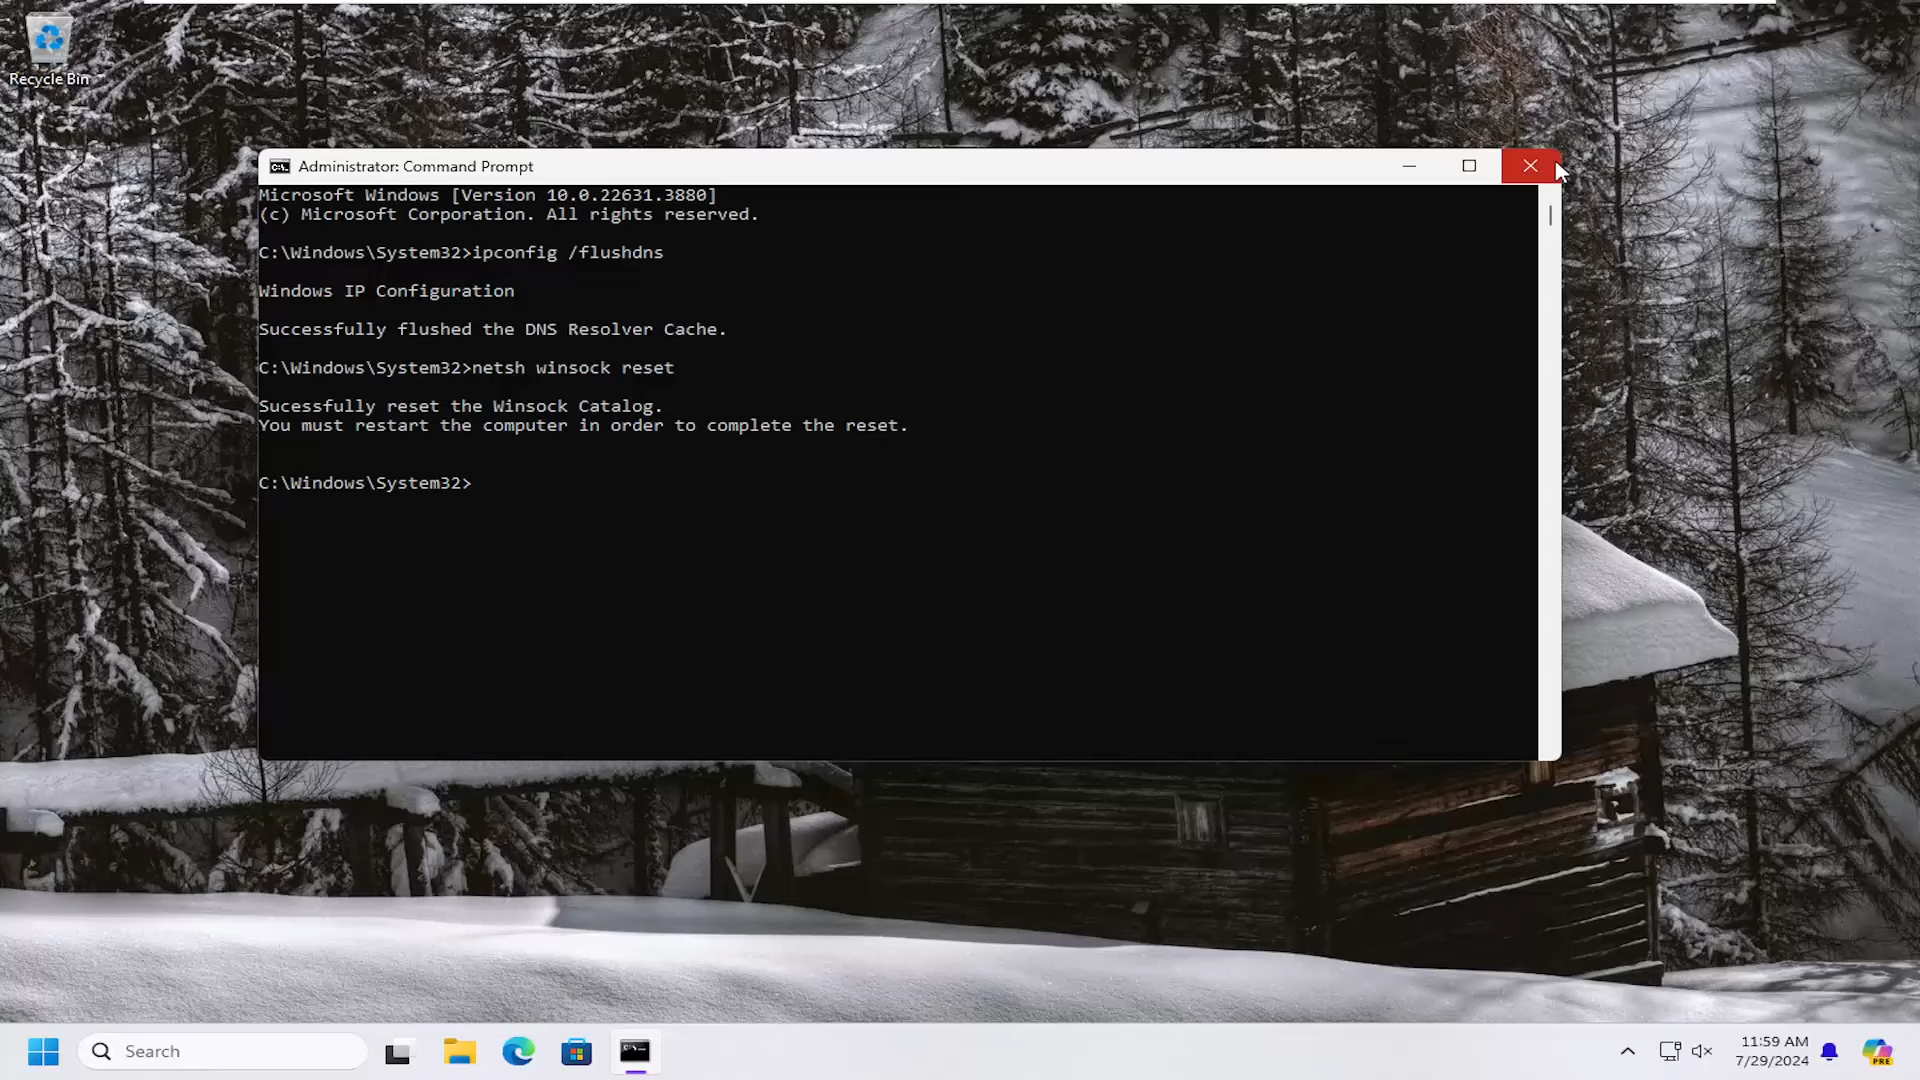 Recycle Bin
Administrator: Command Prompt
Microsoft Windows [Version 10.0.22631.3880]
(c) Microsoft Corporation. All rights reserved.
C:\Windows\System32>ipconfig /flushdns
Windows IP Configuration
Successfully flushed the DNS Resolver Cache.
C:\Windows\System32>netsh winsock reset
Sucessfully reset the Winsock Catalog.
You must restart the computer in order to complete the reset.
C:\Windows\System32>
Search
11:59 AM
7/29/2024
PRE